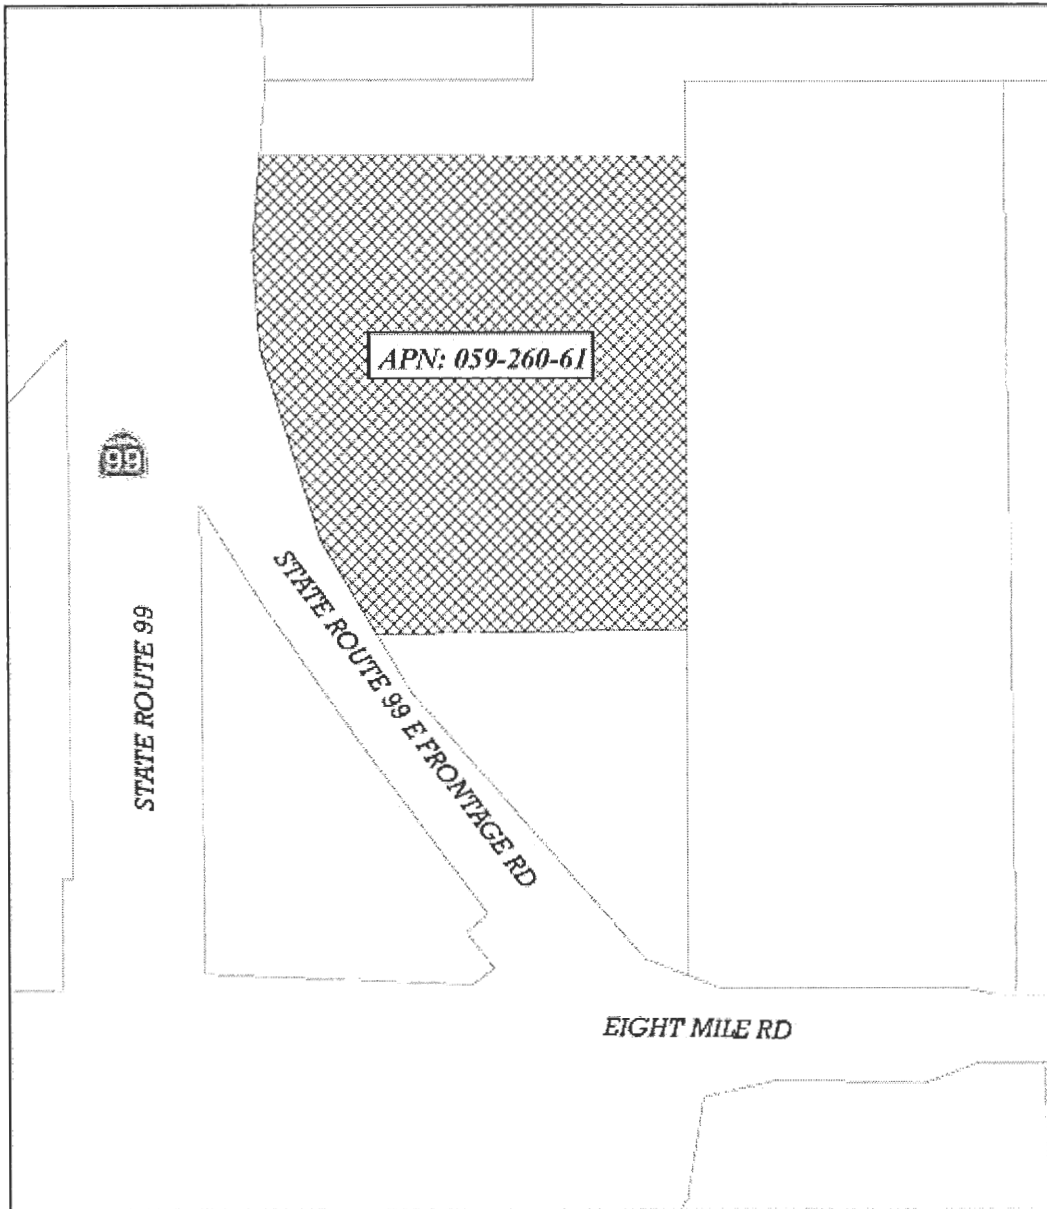 APN: 059-260-61
99
STATE ROUTE 99
STATE ROUTE 99 E FRONTAGE RD
EIGHT MILE RD